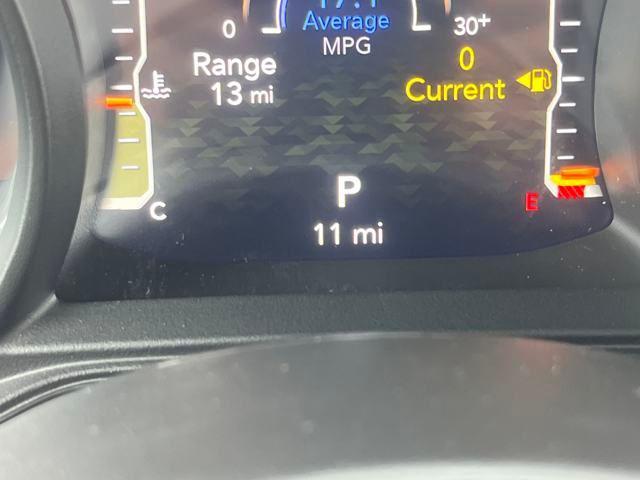 Average
0 MPG 30+
Range 0
13 mi Current
P
C E
11 mi